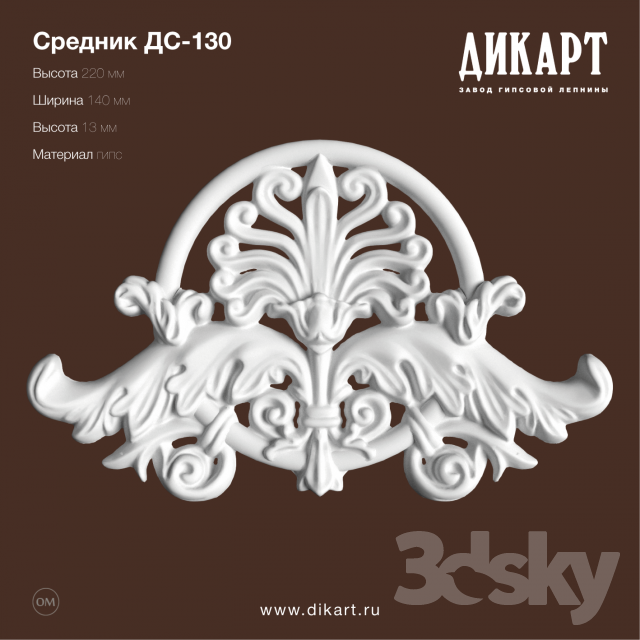 Средник ДС-130
Высота 220 мм
Ширина 140 мм
Высота 13 мм
Материал гипс
ДИКАРТ
ЗАВОД ГИПСОВОЙ ЛЕПНИНЫ
3dsky
OM
www.dikart.ru